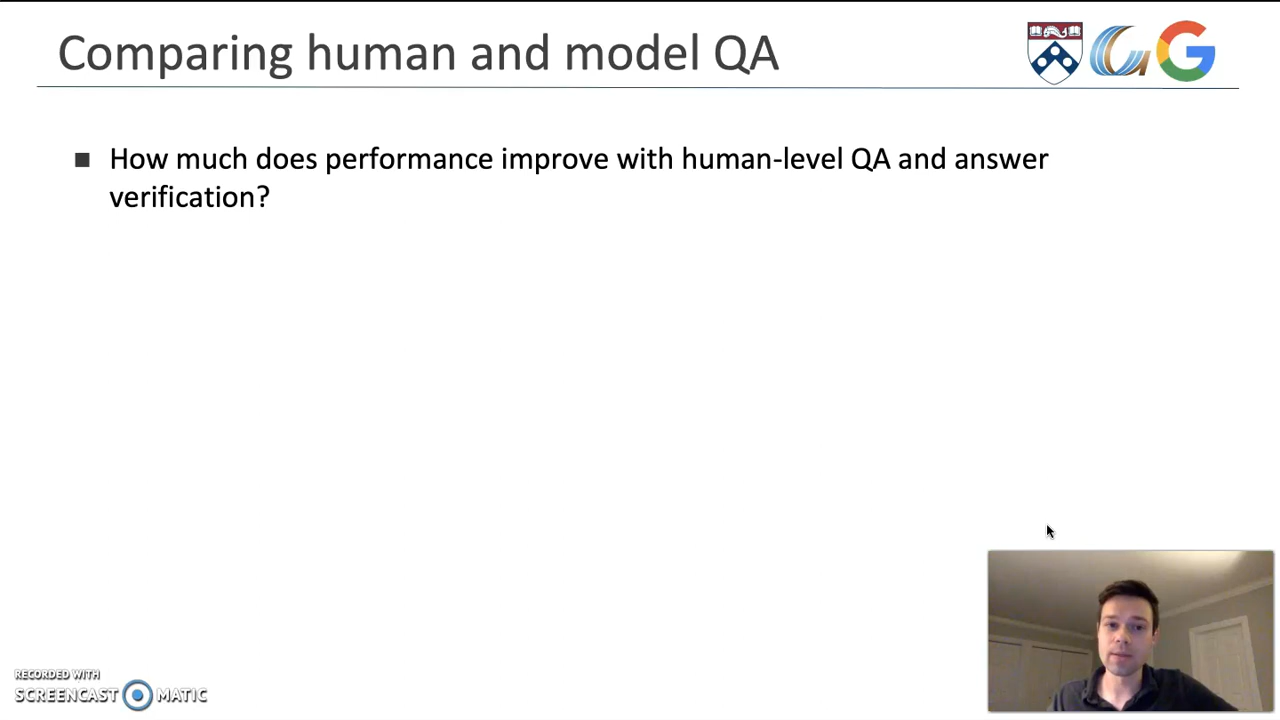 Comparing human and model QA
How much does performance improve with human-level QA and answer
verification?
RECORDED WITH
SCREENCAST MATIC